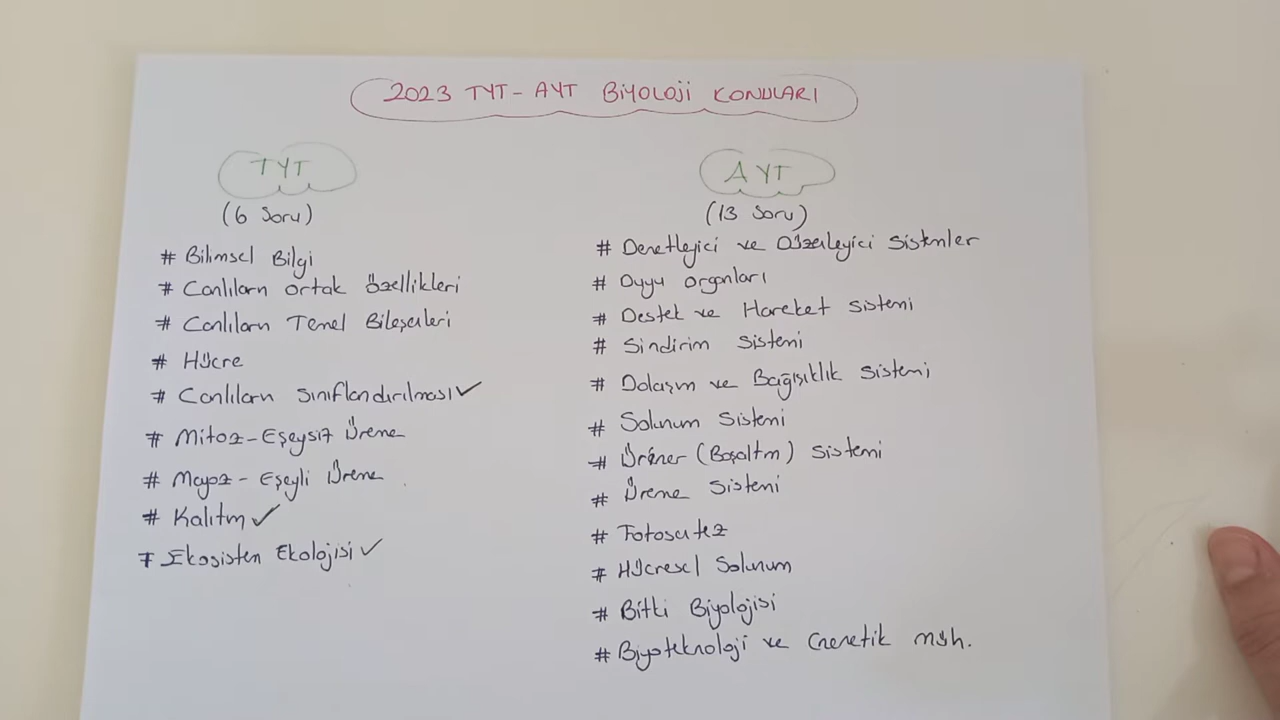 2023 TYT - AYT BİYOLOJİ KONULARI
TYT
(6 Soru)
# Bilimsel Bilgi
# Canlıların ortak özellikleri
# Canlıların Temel Bileşenleri
# Hücre
# Canlıların sınıflandırılması ✓
# Mitoz - Eşeysiz Üreme
# Mayoz - Eşeyli Üreme
# Kalıtım ✓
# Ekosistem Ekolojisi ✓
AYT
(13 Soru)
# Denetleyici ve Düzenleyici Sistemler
# Duyu organları
# Destek ve Hareket sistemi
# Sindirim sistemi
# Dolaşım ve Bağışıklık sistemi
# Solunum Sistemi
# Üriner (Boşaltım) sistemi
# Üreme Sistemi
# Fotosentez
# Hücresel Solunum
# Bitki Biyolojisi
# Biyoteknoloji ve Genetik müh.